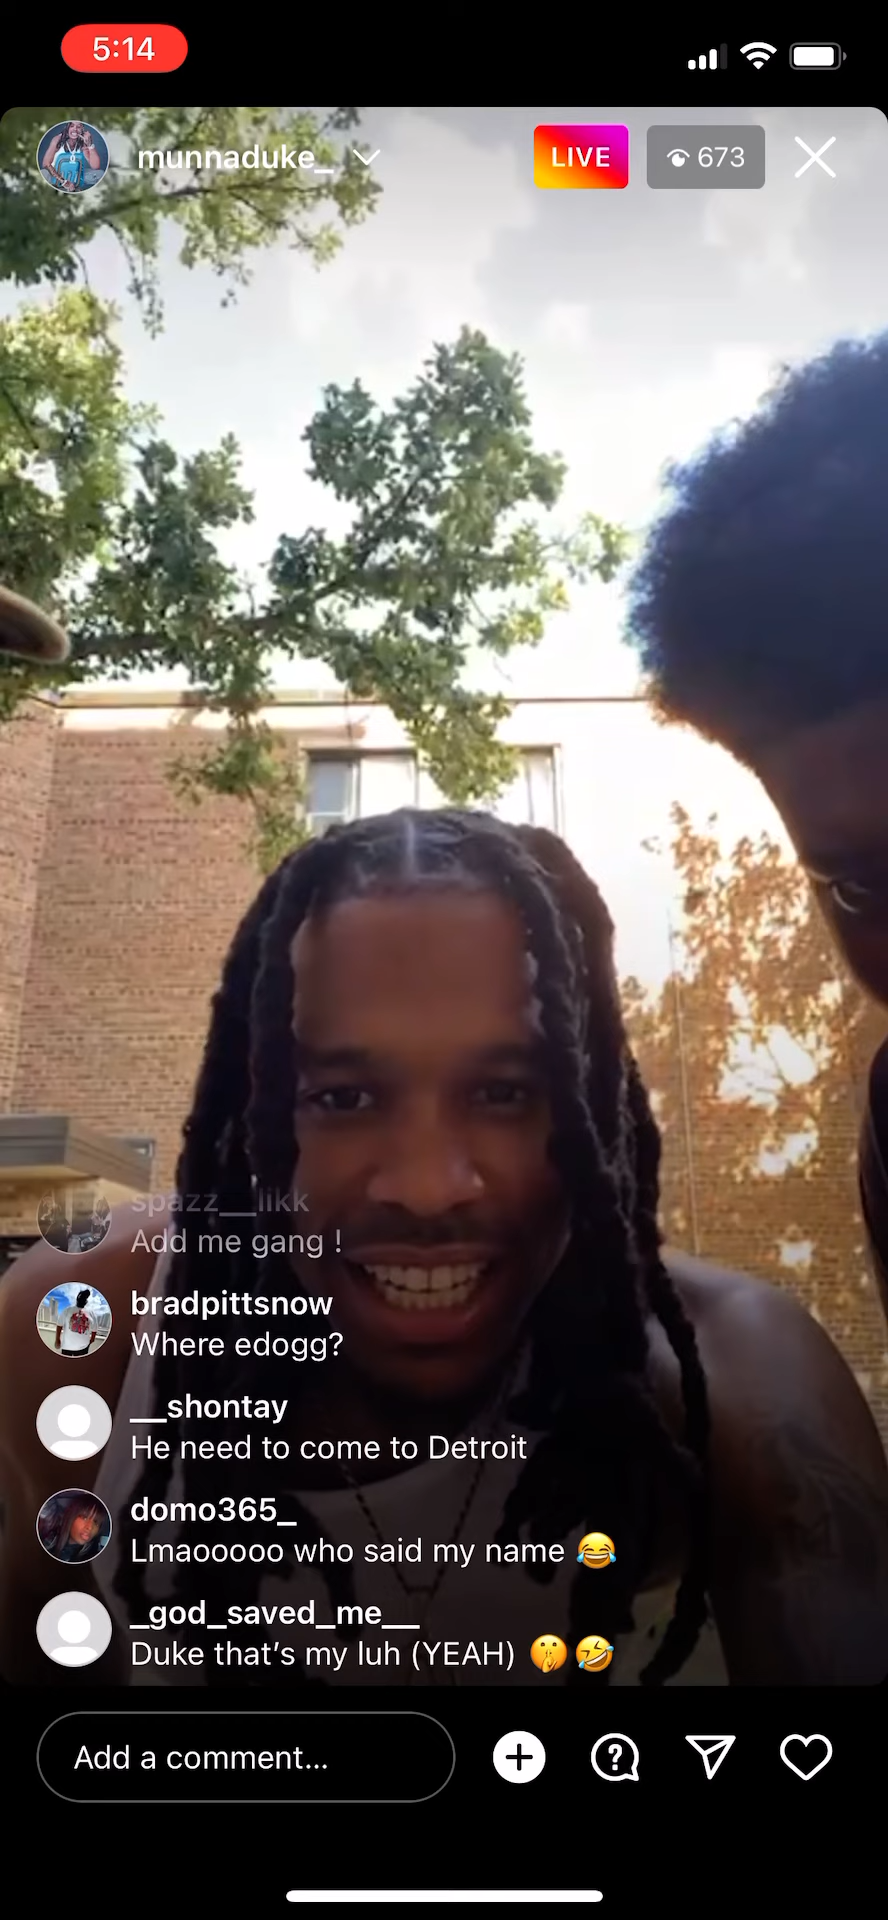 5:14
munnaduke_
LIVE
673
spazz__likk
Add me gang !
bradpittsnow
Where edogg?
__shontay
He need to come to Detroit
domo365_
Lmaooooo who said my name 😂
_god_saved_me__
Duke that’s my luh (YEAH) 🤫🤣
Add a comment...